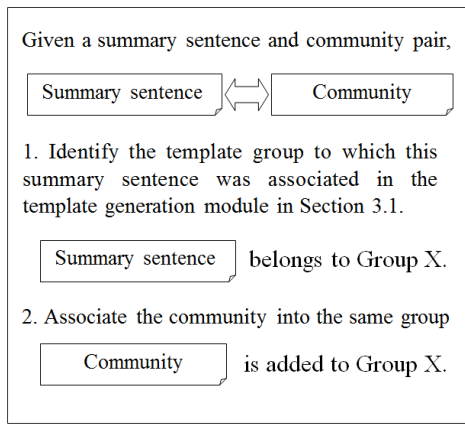 Given a summary sentence and community pair,
Summary sentence Community
1. Identify the template group to which this
summary sentence was associated in the
template generation module in Section 3.1.
Summary sentence belongs to Group X.
2. Associate the community into the same group
Community is added to Group X.